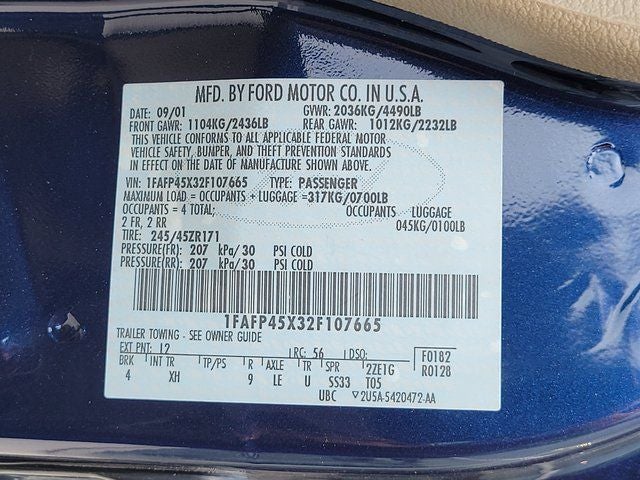 MFD. BY FORD MOTOR CO. IN U.S.A.
DATE: 09/01 GVWR: 2036KG/4490LB
FRONT GAWR: 1104KG/2436LB REAR GAWR: 1012KG/2232LB
THIS VEHICLE CONFORMS TO ALL APPLICABLE FEDERAL MOTOR
VEHICLE SAFETY, BUMPER, AND THEFT PREVENTION STANDARDS
IN EFFECT ON THE DATE OF MANUFACTURE SHOWN ABOVE.
VIN: 1FAFP45X32F107665 TYPE: PASSENGER
MAXIMUM LOAD = OCCUPANTS + LUGGAGE =317KG/0700LB
OCCUPANTS = 4 TOTAL; OCCUPANTS LUGGAGE
2 FR, 2 RR 045KG/0100LB
TIRE: 245/45ZR17I
PRESSURE(FR): 207 kPa/30 PSI COLD
PRESSURE(RR): 207 kPa/30 PSI COLD
1FAFP45X32F107665
TRAILER TOWING - SEE OWNER GUIDE
EXT PNT: L2 RC: 56 DSO: F0182
BRK INT TR TP/PS R AXLE TR SPR 2ZE1G R0128
4 XH 9 LE U SS33 T05
UBC ▽2U5A-5420472-AA